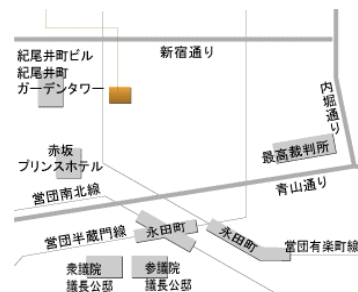 新宿通り
紀尾井町ビル
紀尾井町
ガーデンタワー
内堀通り
赤坂
プリンスホテル
最高裁判所
青山通り
営団南北線
営団半蔵門線
永田町
永田町
営団有楽町線
衆議院
議長公邸
参議院
議長公邸